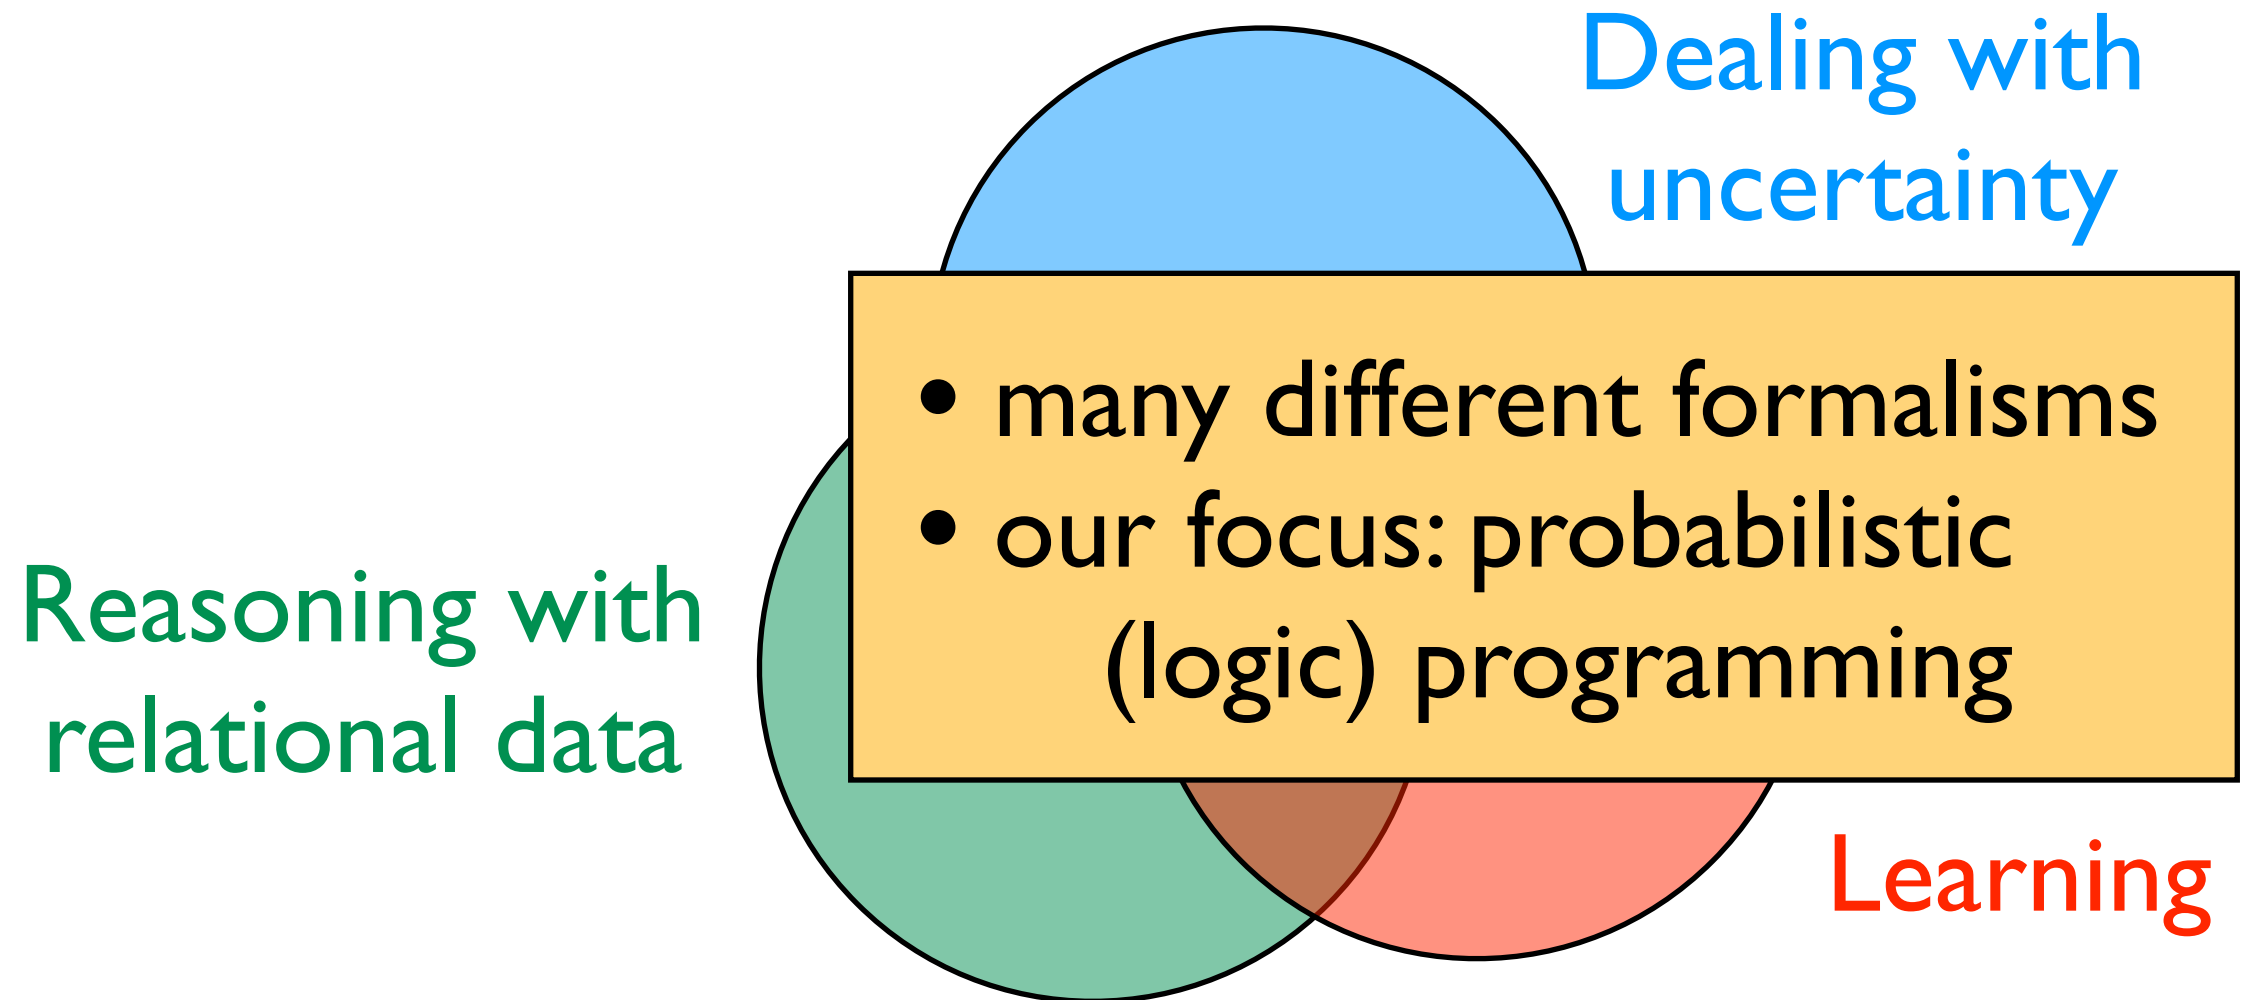 Dealing with
uncertainty
• many different formalisms
• our focus: probabilistic
(logic) programming
Reasoning with
relational data
Learning